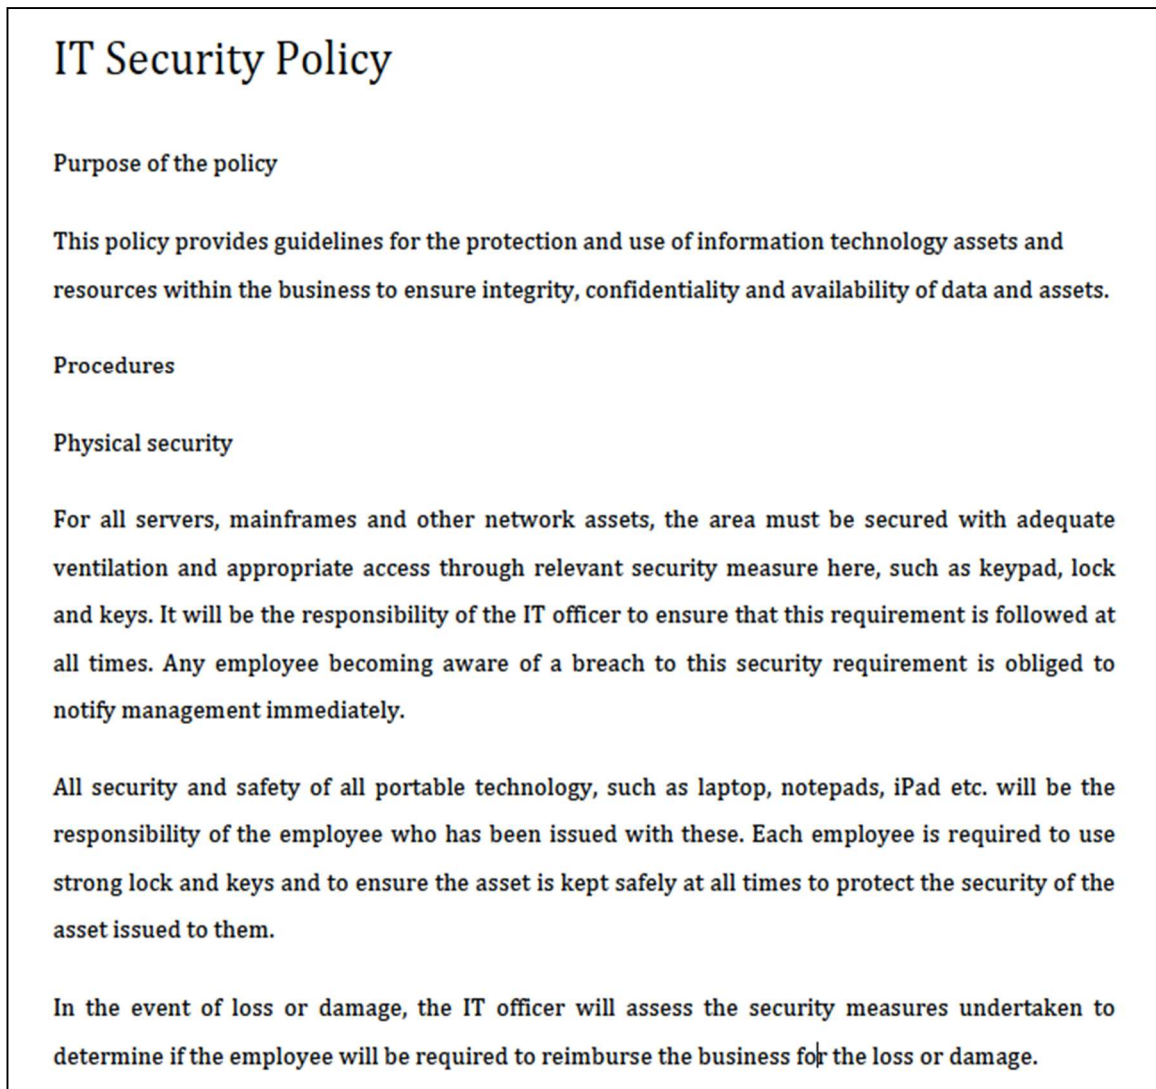 IT Security Policy
Purpose of the policy
This policy provides guidelines for the protection and use of information technology assets and
resources within the business to ensure integrity, confidentiality and availability of data and assets.
Procedures
Physical security
For all servers, mainframes and other network assets, the area must be secured with adequate
ventilation and appropriate access through relevant security measure here, such as keypad, lock
and keys. It will be the responsibility of the IT officer to ensure that this requirement is followed at
all times. Any employee becoming aware of a breach to this security requirement is obliged to
notify management immediately.
All security and safety of all portable technology, such as laptop, notepads, iPad etc. will be the
responsibility of the employee who has been issued with these. Each employee is required to use
strong lock and keys and to ensure the asset is kept safely at all times to protect the security of the
asset issued to them.
In the event of loss or damage, the IT officer will assess the security measures undertaken to
determine if the employee will be required to reimburse the business for the loss or damage.